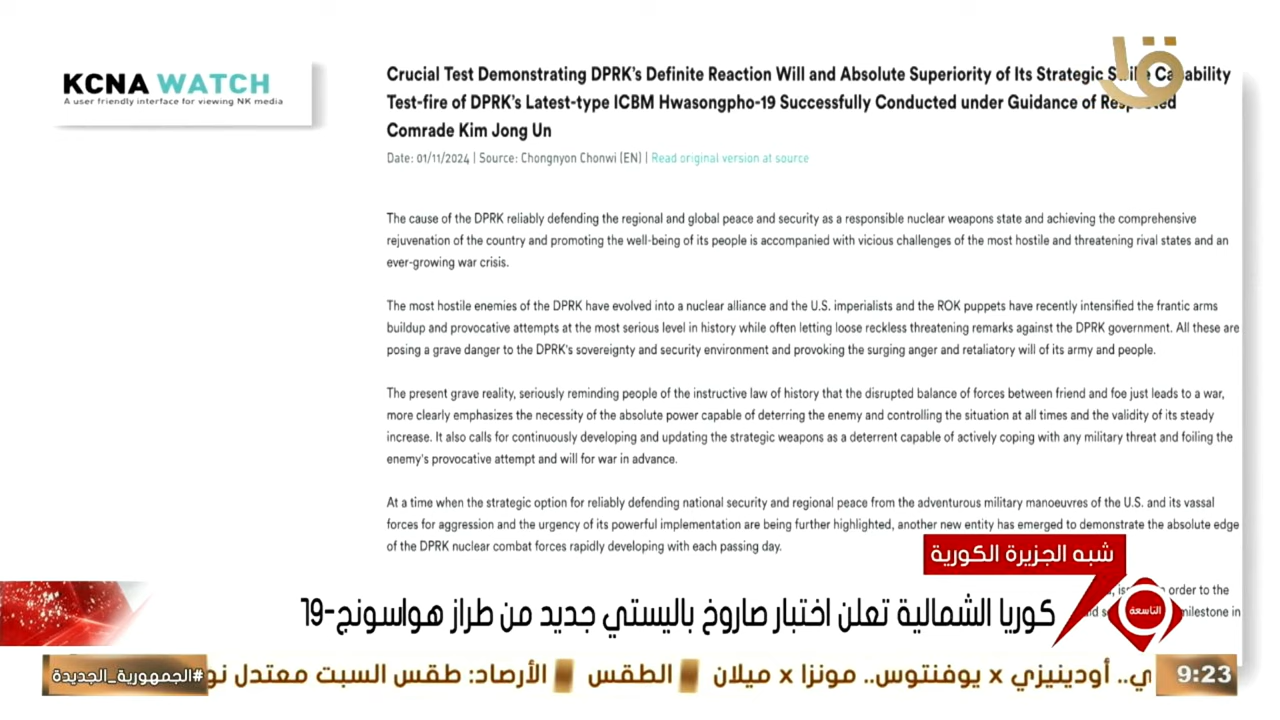 KCNA WATCH
A user friendly interface for viewing NK media
Crucial Test Demonstrating DPRK's Definite Reaction Will and Absolute Superiority of Its Strategic Strike Capability
Test-fire of DPRK's Latest-type ICBM Hwasongpho-19 Successfully Conducted under Guidance of Respected
Comrade Kim Jong Un
Date: 01/11/2024 | Source: Chongnyon Chonwi (EN) | Read original version at source
The cause of the DPRK reliably defending the regional and global peace and security as a responsible nuclear weapons state and achieving the comprehensive
rejuvenation of the country and promoting the well-being of its people is accompanied with vicious challenges of the most hostile and threatening rival states and an
ever-growing war crisis.
The most hostile enemies of the DPRK have evolved into a nuclear alliance and the U.S. imperialists and the ROK puppets have recently intensified the frantic arms
buildup and provocative attempts at the most serious level in history while often letting loose reckless threatening remarks against the DPRK government. All these are
posing a grave danger to the DPRK's sovereignty and security environment and provoking the surging anger and retaliatory will of its army and people.
The present grave reality, seriously reminding people of the instructive law of history that the disrupted balance of forces between friend and foe just leads to a war,
more clearly emphasizes the necessity of the absolute power capable of deterring the enemy and controlling the situation at all times and the validity of its steady
increase. It also calls for continuously developing and updating the strategic weapons as a deterrent capable of actively coping with any military threat and foiling the
enemy's provocative attempt and will for war in advance.
At a time when the strategic option for reliably defending national security and regional peace from the adventurous military manoeuvres of the U.S. and its vassal
forces for aggression and the urgency of its powerful implementation are being further highlighted, another new entity has emerged to demonstrate the absolute edge
of the DPRK nuclear combat forces rapidly developing with each passing day.
order to the
milestone in
شبه الجزيرة الكورية
التاسعة
كوريا الشمالية تعلن اختبار صاروخ باليستي جديد من طراز هواسونج-19
أودينيزي x يوفنتوس.. مونزا x ميلان الطقس الأرصاد: طقس السبت معتدل
#الجمهورية_الجديدة
9:23